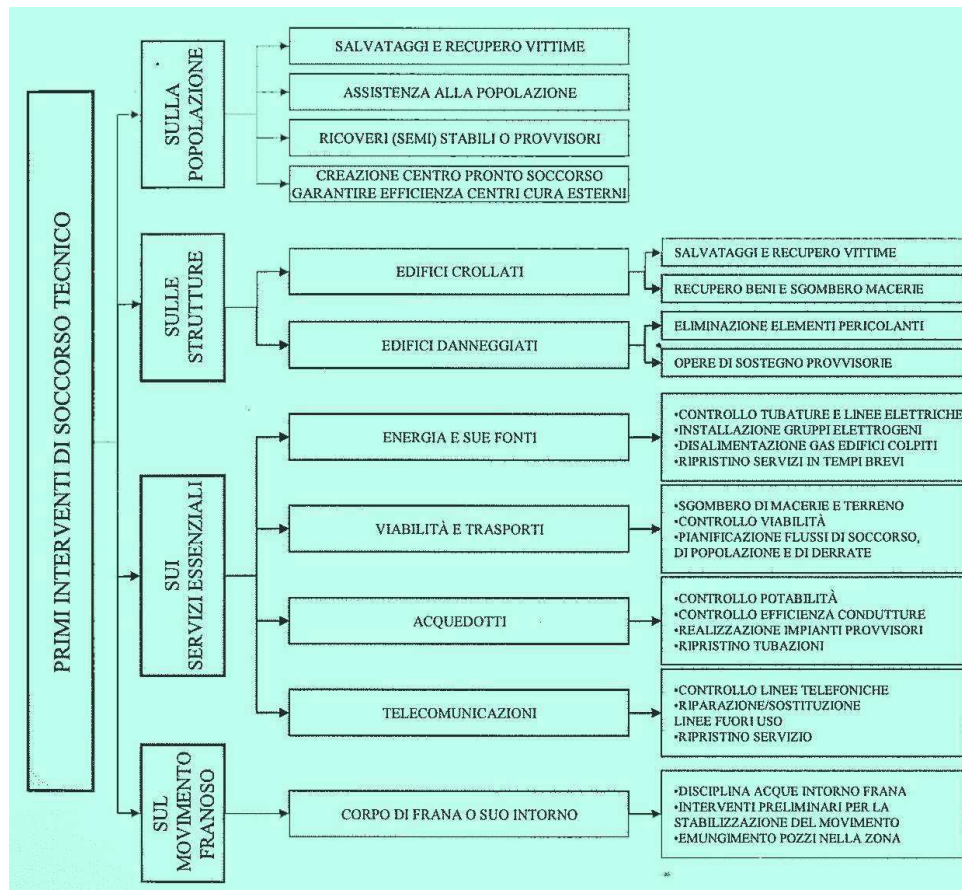 PRIMI INTERVENTI DI SOCCORSO TECNICO
SULLA
POPOLAZIONE
SALVATAGGI E RECUPERO VITTIME
ASSISTENZA ALLA POPOLAZIONE
RICOVERI (SEMI) STABILI O PROVVISORI
CREAZIONE CENTRO PRONTO SOCCORSO
GARANTIRE EFFICIENZA CENTRI CURA ESTERNI
SULLE
STRUTTURE
EDIFICI CROLLATI
SALVATAGGI E RECUPERO VITTIME
RECUPERO BENI E SGOMBERO MACERIE
EDIFICI DANNEGGIATI
ELIMINAZIONE ELEMENTI PERICOLANTI
OPERE DI SOSTEGNO PROVVISORIE
SUI
SERVIZI ESSENZIALI
ENERGIA E SUE FONTI
•CONTROLLO TUBATURE E LINEE ELETTRICHE
•INSTALLAZIONE GRUPPI ELETTROGENI
•DISALIMENTAZIONE GAS EDIFICI COLPITI
•RIPRISTINO SERVIZI IN TEMPI BREVI
VIABILITÀ E TRASPORTI
•SGOMBERO DI MACERIE E TERRENO
•CONTROLLO VIABILITÀ
•PIANIFICAZIONE FLUSSI DI SOCCORSO,
DI POPOLAZIONE E DI DERRATE
ACQUEDOTTI
•CONTROLLO POTABILITÀ
•CONTROLLO EFFICIENZA CONDUTTURE
•REALIZZAZIONE IMPIANTI PROVVISORI
•RIPRISTINO TUBAZIONI
TELECOMUNICAZIONI
•CONTROLLO LINEE TELEFONICHE
•RIPARAZIONE/SOSTITUZIONE
LINEE FUORI USO
•RIPRISTINO SERVIZIO
SUL
MOVIMENTO
FRANOSO
CORPO DI FRANA O SUO INTORNO
•DISCIPLINA ACQUE INTORNO FRANA
•INTERVENTI PRELIMINARI PER LA
STABILIZZAZIONE DEL MOVIMENTO
•EMUNGIMENTO POZZI NELLA ZONA